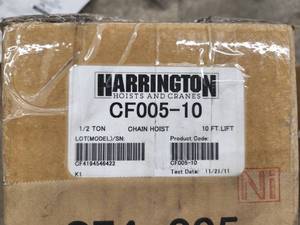 HARRINGTON
HOISTS AND CRANES
CF005-10
1/2 TON CHAIN HOIST 10 FT.LIFT
LOT(MODEL)/SN: Product Code:
CF4194546422 CF005-10
K1 Test Date: 11/21/11
Ni